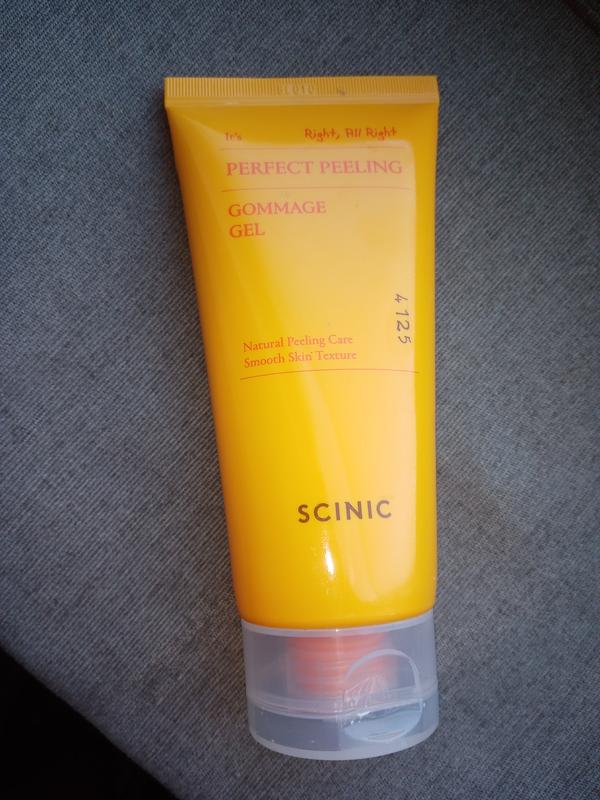 It's Right, All Right
PERFECT PEELING
GOMMAGE
GEL
4125
Natural Peeling Care
Smooth Skin Texture
SCINIC